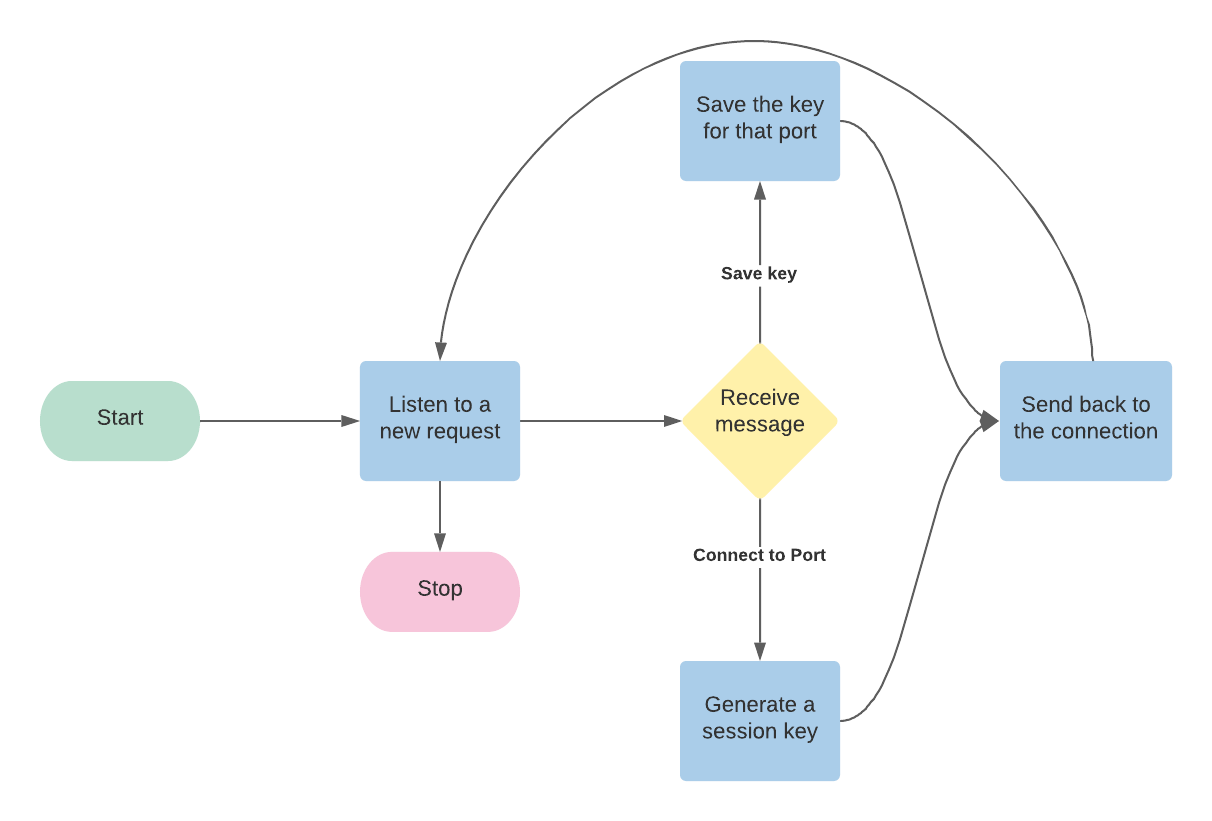 Save the key
for that port
Save key
Start
Listen to a
new request
Receive
message
Send back to
the connection
Connect to Port
Stop
Generate a
session key